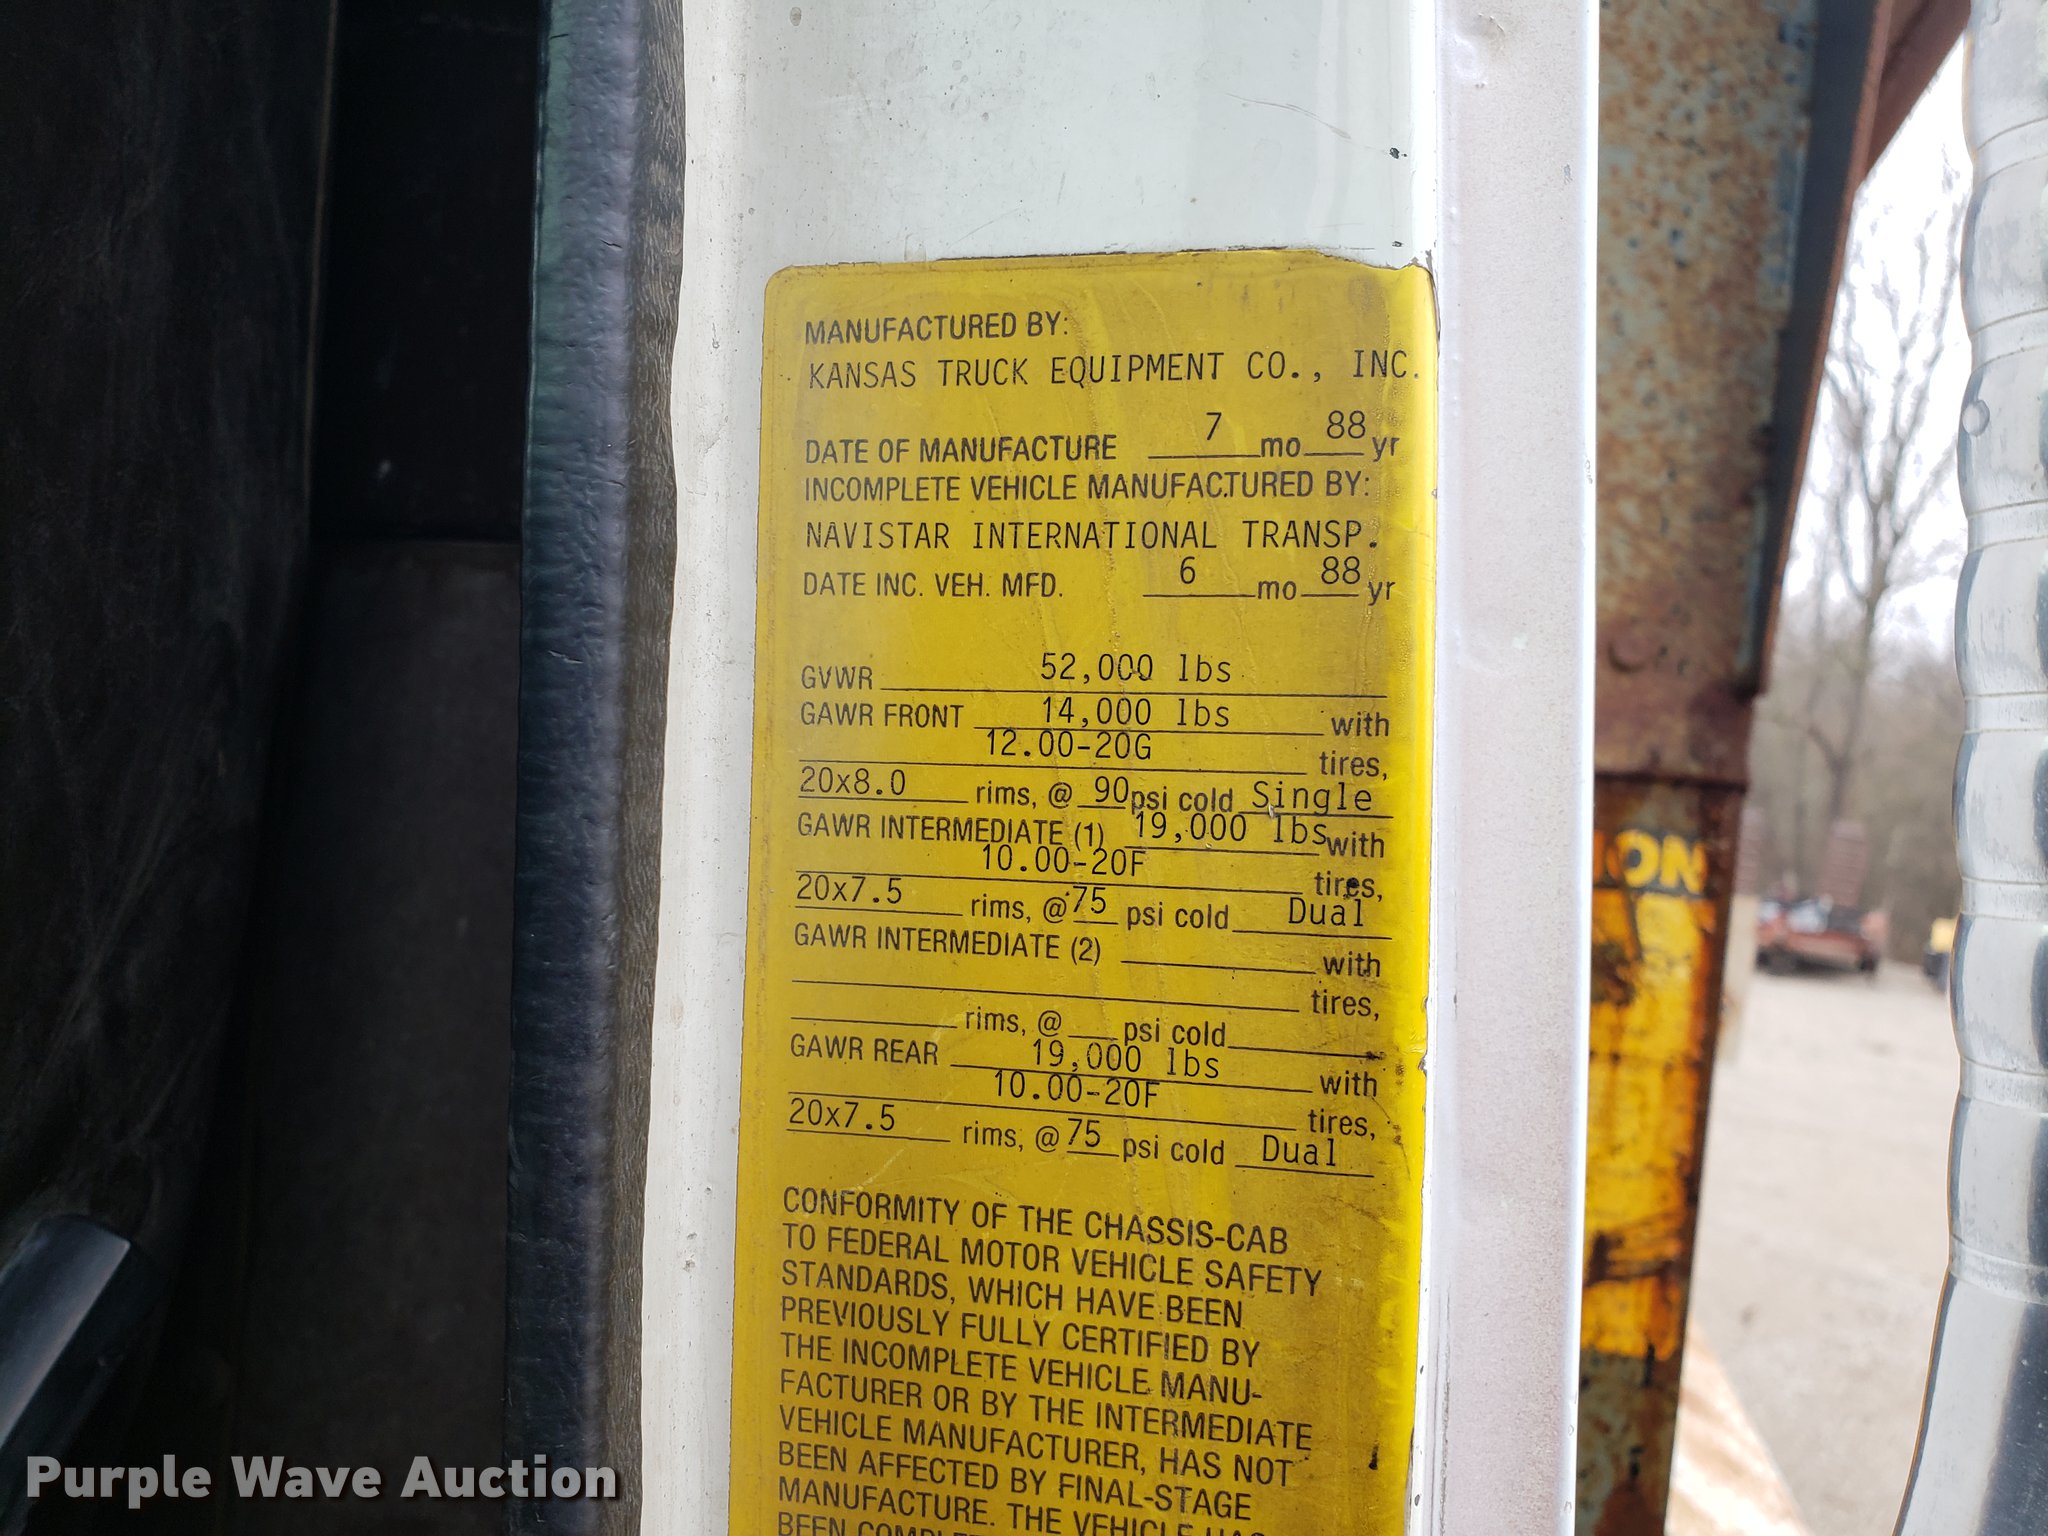 MANUFACTURED BY:
KANSAS TRUCK EQUIPMENT CO., INC.
DATE OF MANUFACTURE 7 mo 88 yr
INCOMPLETE VEHICLE MANUFACTURED BY:
NAVISTAR INTERNATIONAL TRANSP.
DATE INC. VEH. MFD. 6 mo 88 yr
GVWR 52,000 lbs
GAWR FRONT 14,000 lbs with
12.00-20G tires,
20x8.0 rims, @ 90 psi cold Single
GAWR INTERMEDIATE (1) 19,000 lbs with
10.00-20F tires,
20x7.5 rims, @ 75 psi cold Dual
GAWR INTERMEDIATE (2) with
tires,
rims, @ psi cold
GAWR REAR 19,000 lbs with
10.00-20F tires,
20x7.5 rims, @ 75 psi cold Dual
CONFORMITY OF THE CHASSIS-CAB
TO FEDERAL MOTOR VEHICLE SAFETY
STANDARDS, WHICH HAVE BEEN
PREVIOUSLY FULLY CERTIFIED BY
THE INCOMPLETE VEHICLE MANU-
FACTURER OR BY THE INTERMEDIATE
VEHICLE MANUFACTURER, HAS NOT
BEEN AFFECTED BY FINAL-STAGE
MANUFACTURE. THE VEHICLE HAS
BEEN
ION
Purple Wave Auction